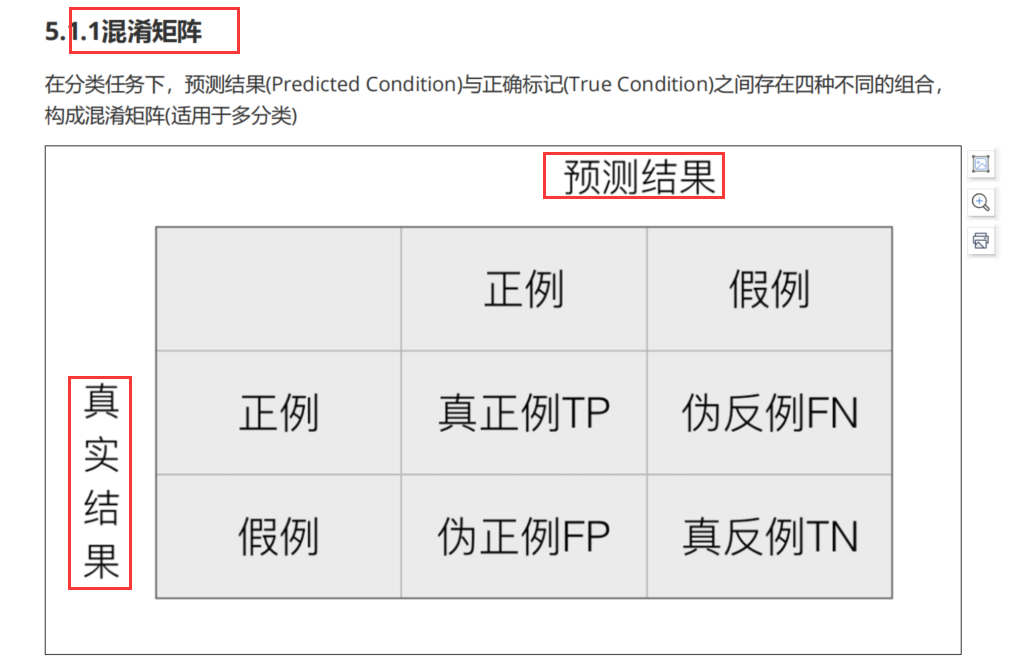 5.1.1混淆矩阵
在分类任务下，预测结果(Predicted Condition)与正确标记(True Condition)之间存在四种不同的组合，
构成混淆矩阵(适用于多分类)
预测结果
正例 假例
真实结果
正例 真正例TP 伪反例FN
假例 伪正例FP 真反例TN